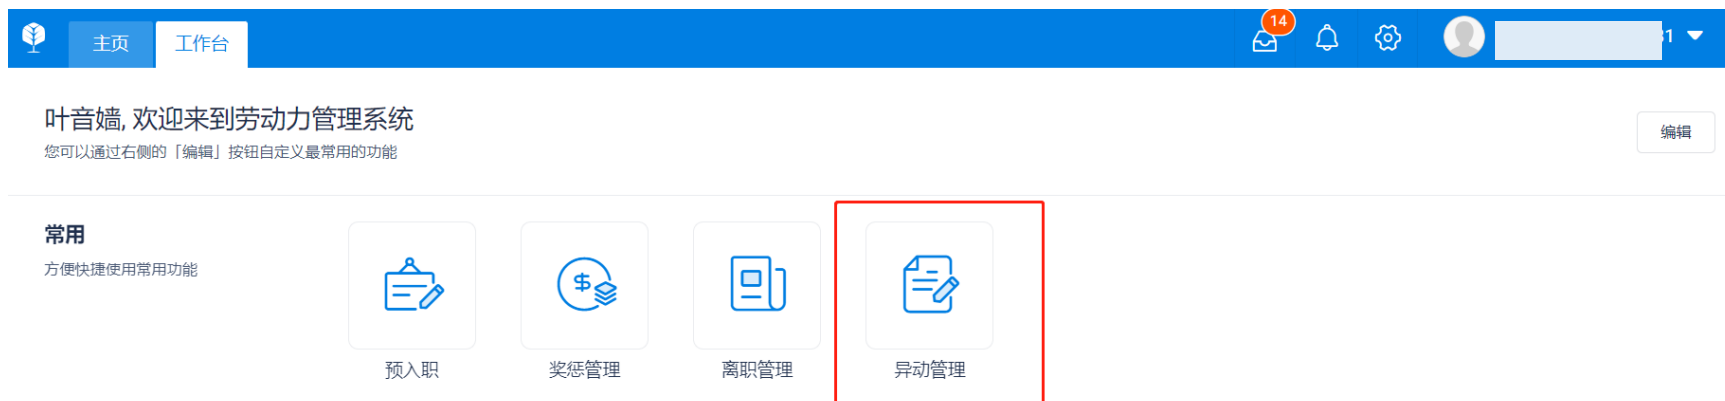 主页 工作台 14
叶音嫱, 欢迎来到劳动力管理系统
您可以通过右侧的「编辑」按钮自定义最常用的功能
编辑
常用
方便快捷使用常用功能
预入职 奖惩管理 离职管理 异动管理